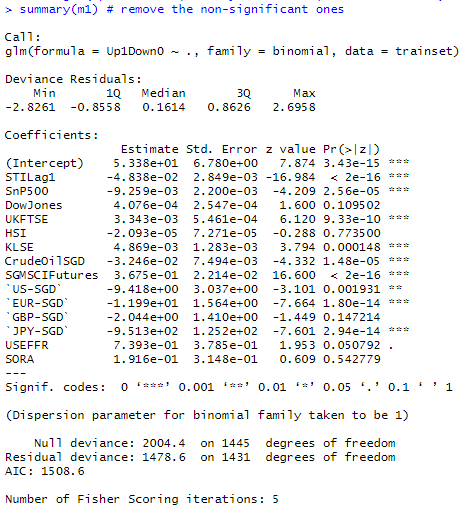 > summary(m1) # remove the non-significant ones
Call:
glm(formula = Up1Down0 ~ ., family = binomial, data = trainset)
Deviance Residuals:
    Min      1Q  Median      3Q     Max
-2.8261 -0.8558  0.1614  0.8626  2.6958
Coefficients:
                Estimate Std. Error z value Pr(>|z|)
(Intercept)    5.338e+01  6.780e+00   7.874 3.43e-15 ***
STILag1       -4.838e-02  2.849e-03 -16.984  < 2e-16 ***
SnP500        -9.259e-03  2.200e-03  -4.209 2.56e-05 ***
DowJones       4.076e-04  2.547e-04   1.600 0.109502
UKFTSE         3.343e-03  5.461e-04   6.120 9.33e-10 ***
HSI           -2.093e-05  7.271e-05  -0.288 0.773500
KLSE           4.869e-03  1.283e-03   3.794 0.000148 ***
CrudeOilSGD   -3.246e-02  7.494e-03  -4.332 1.48e-05 ***
SGMSCIFutures  3.675e-01  2.214e-02  16.600  < 2e-16 ***
`US-SGD`      -9.418e+00  3.037e+00  -3.101 0.001931 **
`EUR-SGD`     -1.199e+01  1.564e+00  -7.664 1.80e-14 ***
`GBP-SGD`     -2.044e+00  1.410e+00  -1.449 0.147214
`JPY-SGD`     -9.513e+02  1.252e+02  -7.601 2.94e-14 ***
USEFFR         7.393e-01  3.785e-01   1.953 0.050792 .
SORA           1.916e-01  3.148e-01   0.609 0.542779
---
Signif. codes:  0 ‘***’ 0.001 ‘**’ 0.01 ‘*’ 0.05 ‘.’ 0.1 ‘ ’ 1
(Dispersion parameter for binomial family taken to be 1)
    Null deviance: 2004.4  on 1445  degrees of freedom
Residual deviance: 1478.6  on 1431  degrees of freedom
AIC: 1508.6
Number of Fisher Scoring iterations: 5